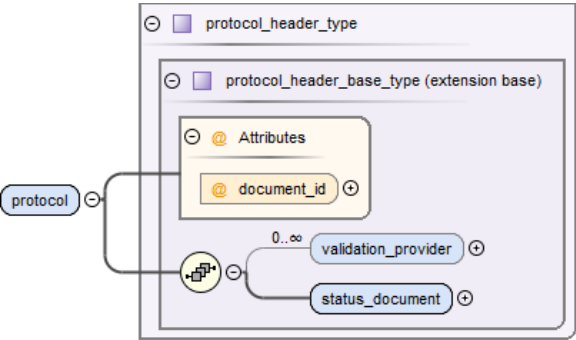 protocol_header_type
protocol_header_base_type (extension base)
@ Attributes
@ document_id
protocol
0..∞
validation_provider
status_document